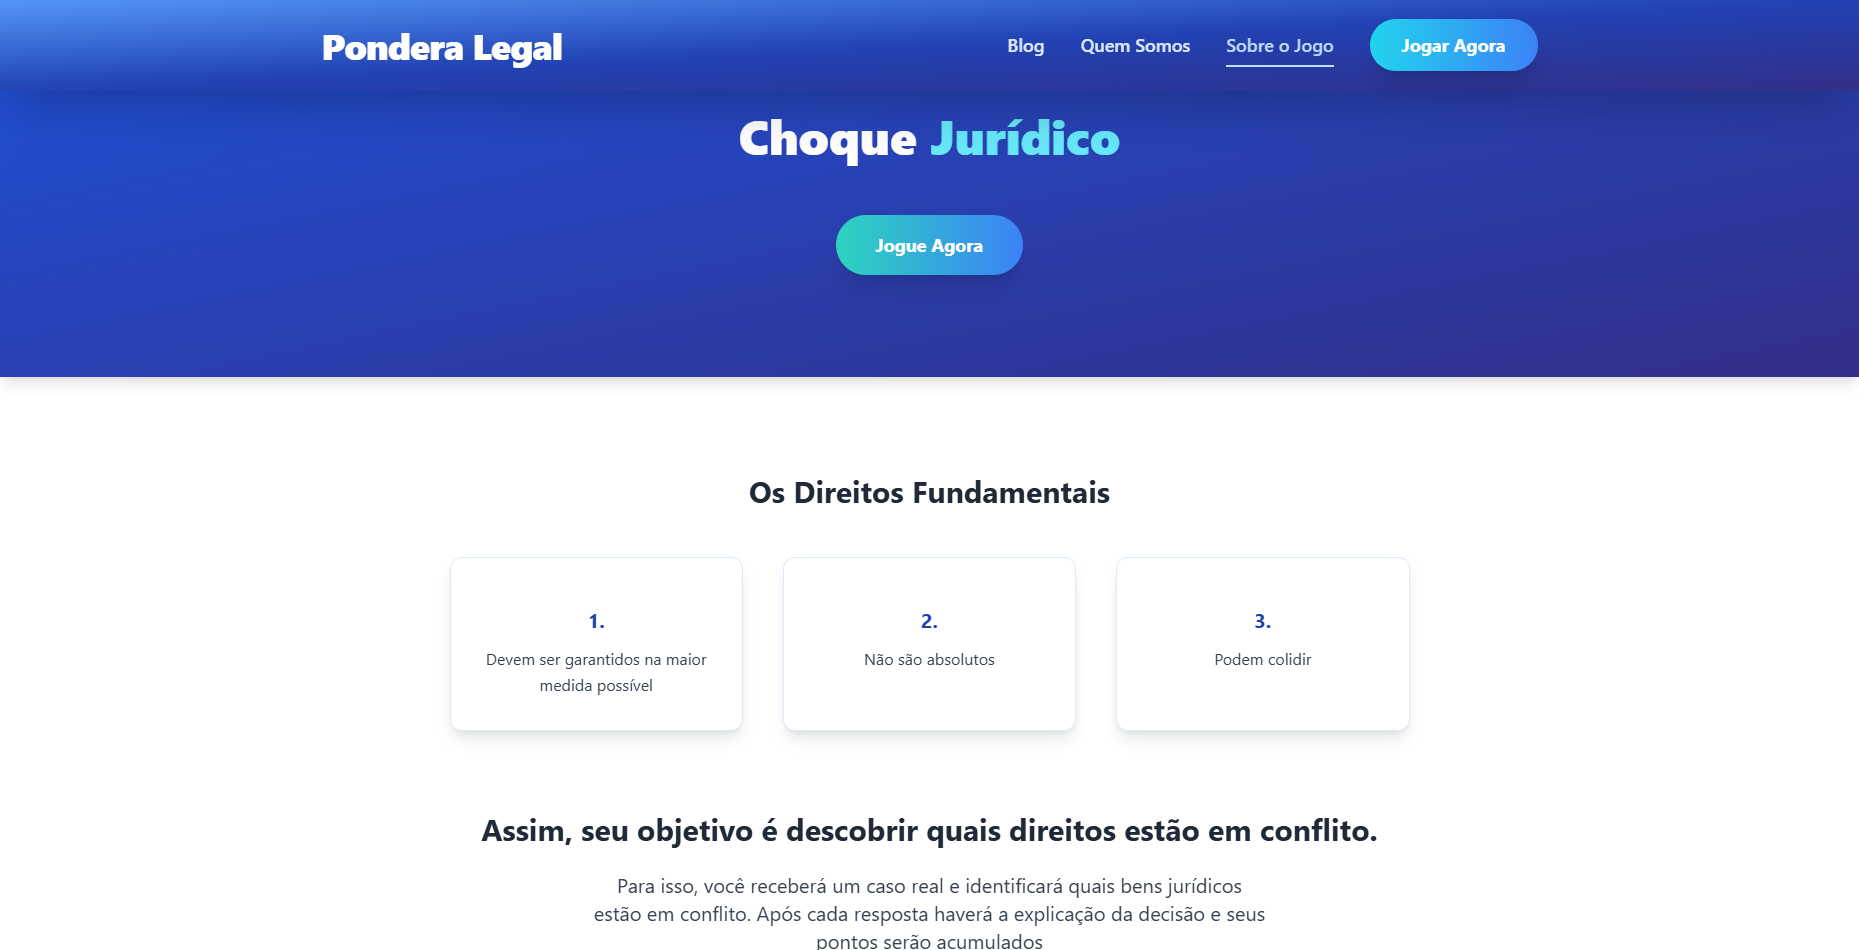 Pondera Legal
Blog
Quem Somos
Sobre o Jogo
Jogar Agora
Choque Jurídico
Jogue Agora
Os Direitos Fundamentais
1.
Devem ser garantidos na maior
medida possível
2.
Não são absolutos
3.
Podem colidir
Assim, seu objetivo é descobrir quais direitos estão em conflito.
Para isso, você receberá um caso real e identificará quais bens jurídicos
estão em conflito. Após cada resposta haverá a explicação da decisão e seus
pontos serão acumulados